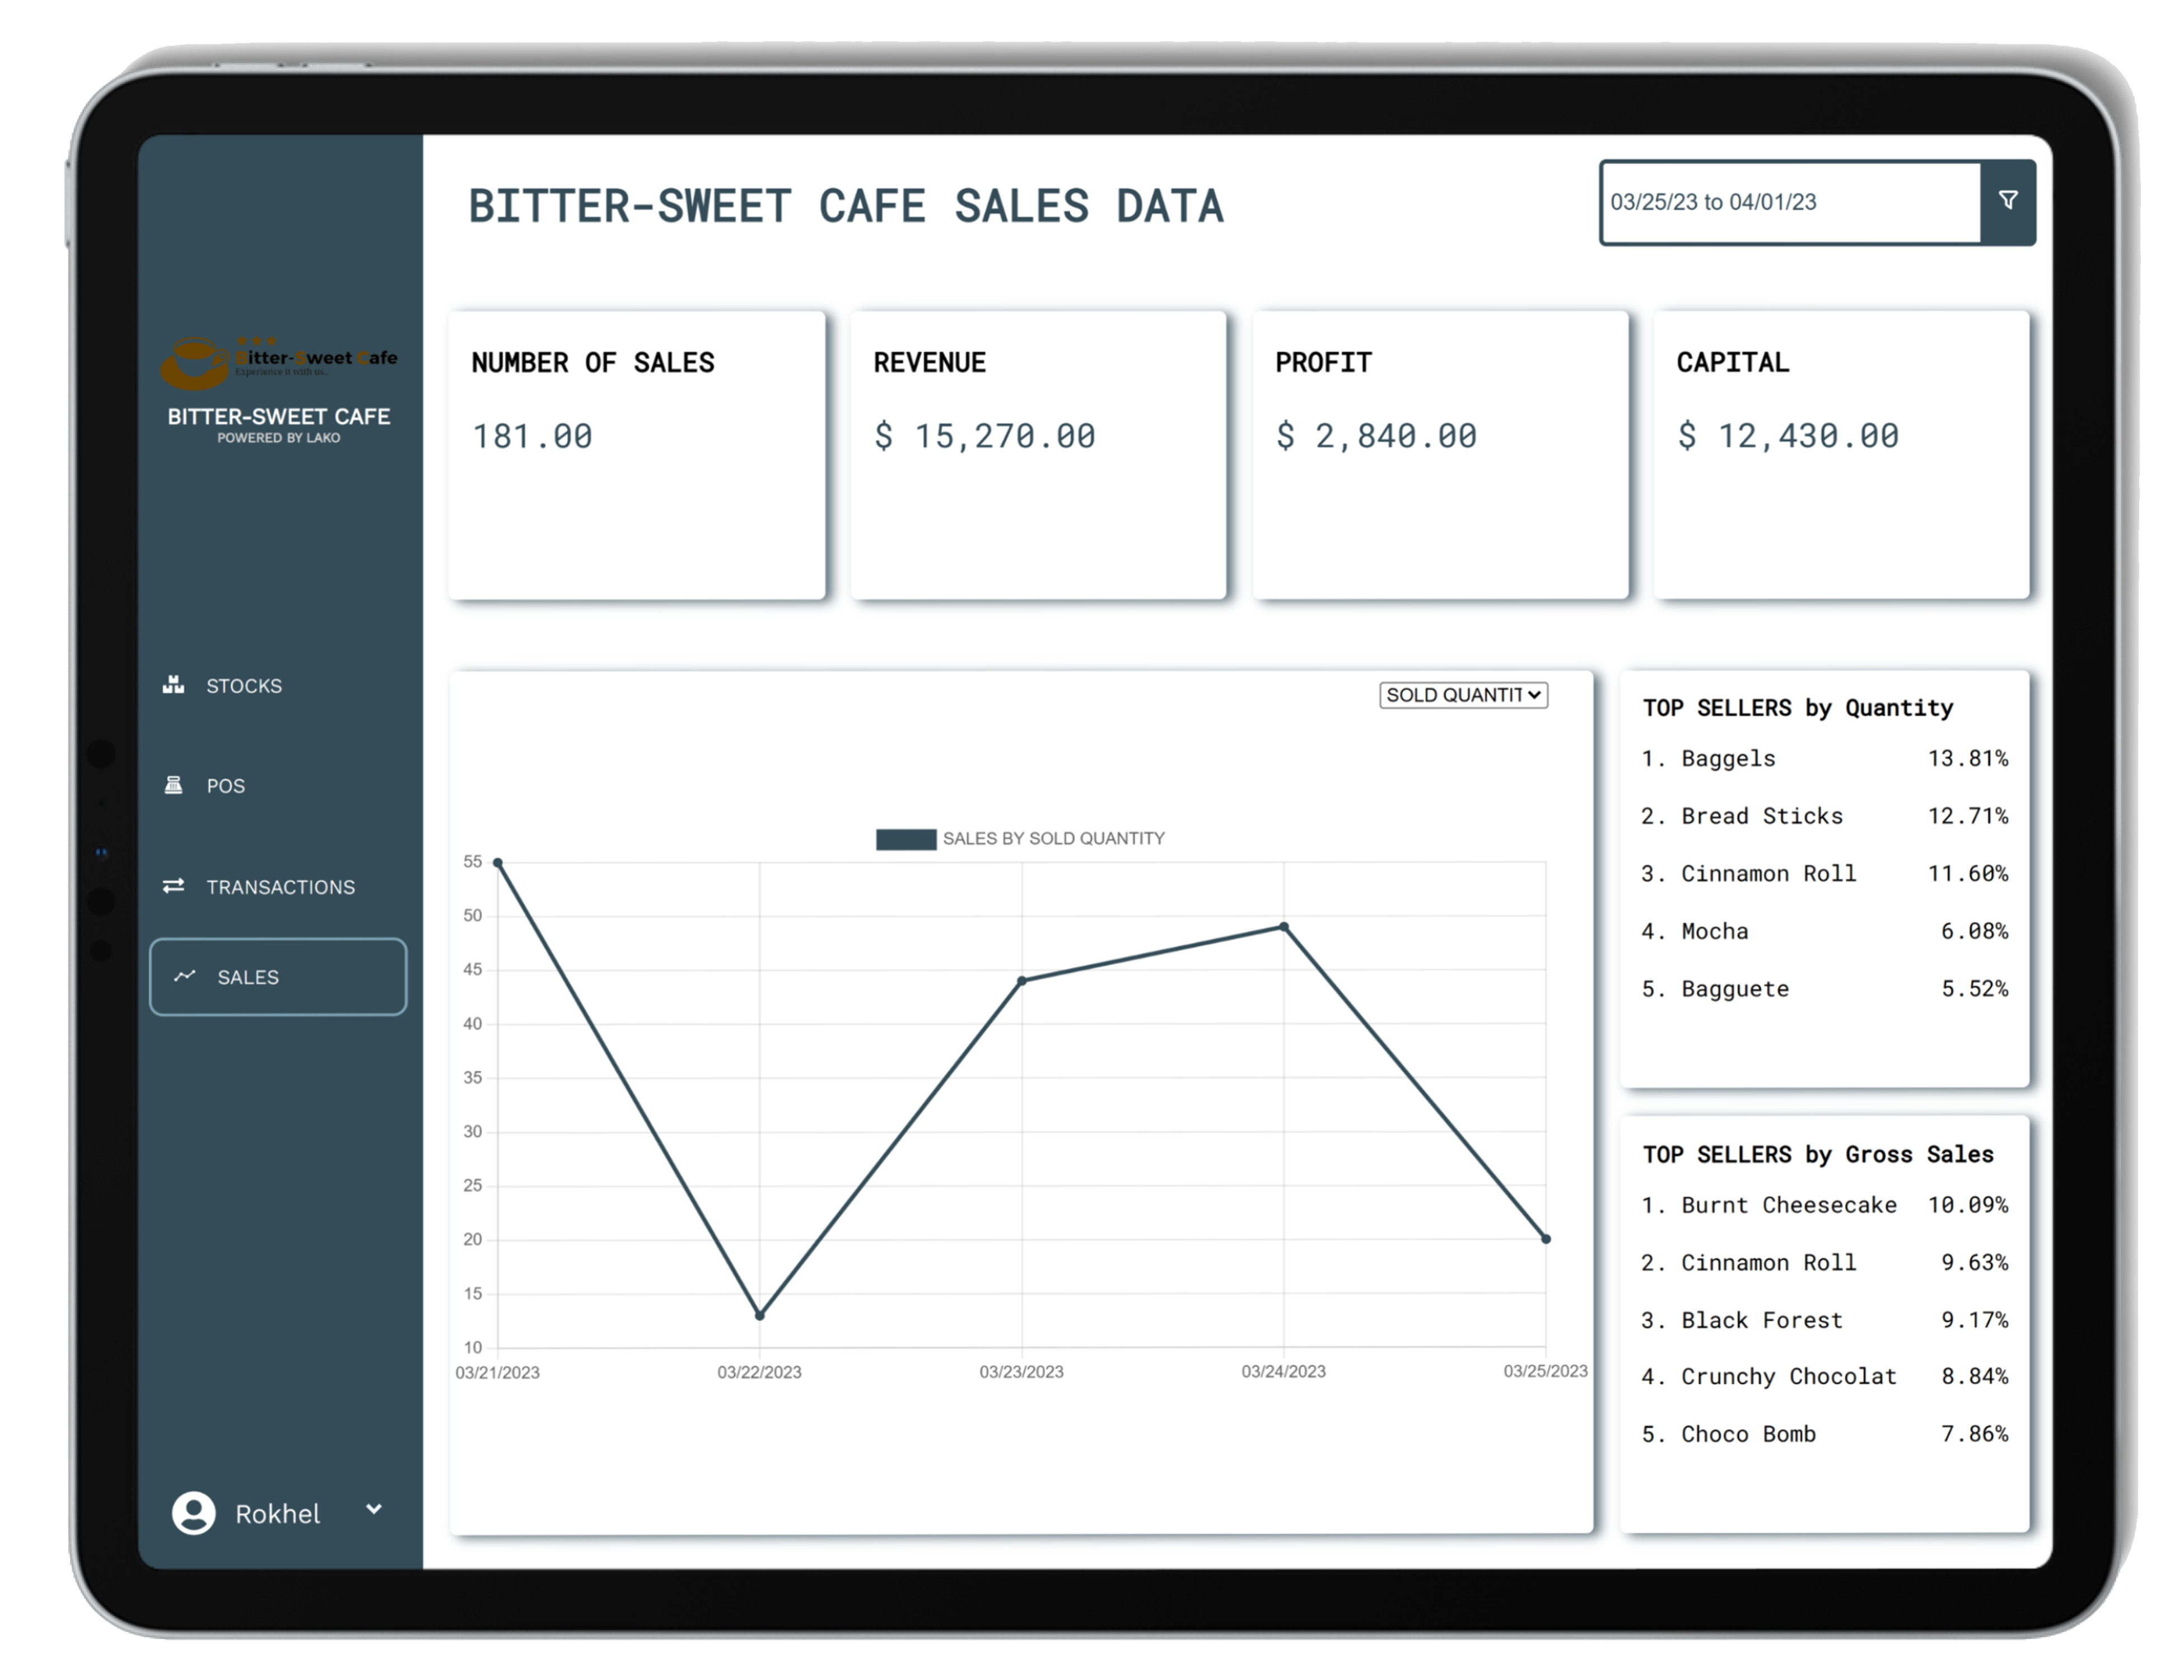 BITTER-SWEET CAFE SALES DATA
03/25/23 to 04/01/23
Bitter-Sweet Cafe
Experience it with us..
BITTER-SWEET CAFE
POWERED BY LAKO
STOCKS
POS
TRANSACTIONS
SALES
Rokhel
NUMBER OF SALES
181.00
REVENUE
$ 15,270.00
PROFIT
$ 2,840.00
CAPITAL
$ 12,430.00
SOLD QUANTIT
SALES BY SOLD QUANTITY
55
50
45
40
35
30
25
20
15
10
03/21/2023 03/22/2023 03/23/2023 03/24/2023 03/25/2023
TOP SELLERS by Quantity
1. Baggels 13.81%
2. Bread Sticks 12.71%
3. Cinnamon Roll 11.60%
4. Mocha 6.08%
5. Bagguete 5.52%
TOP SELLERS by Gross Sales
1. Burnt Cheesecake 10.09%
2. Cinnamon Roll 9.63%
3. Black Forest 9.17%
4. Crunchy Chocolat 8.84%
5. Choco Bomb 7.86%